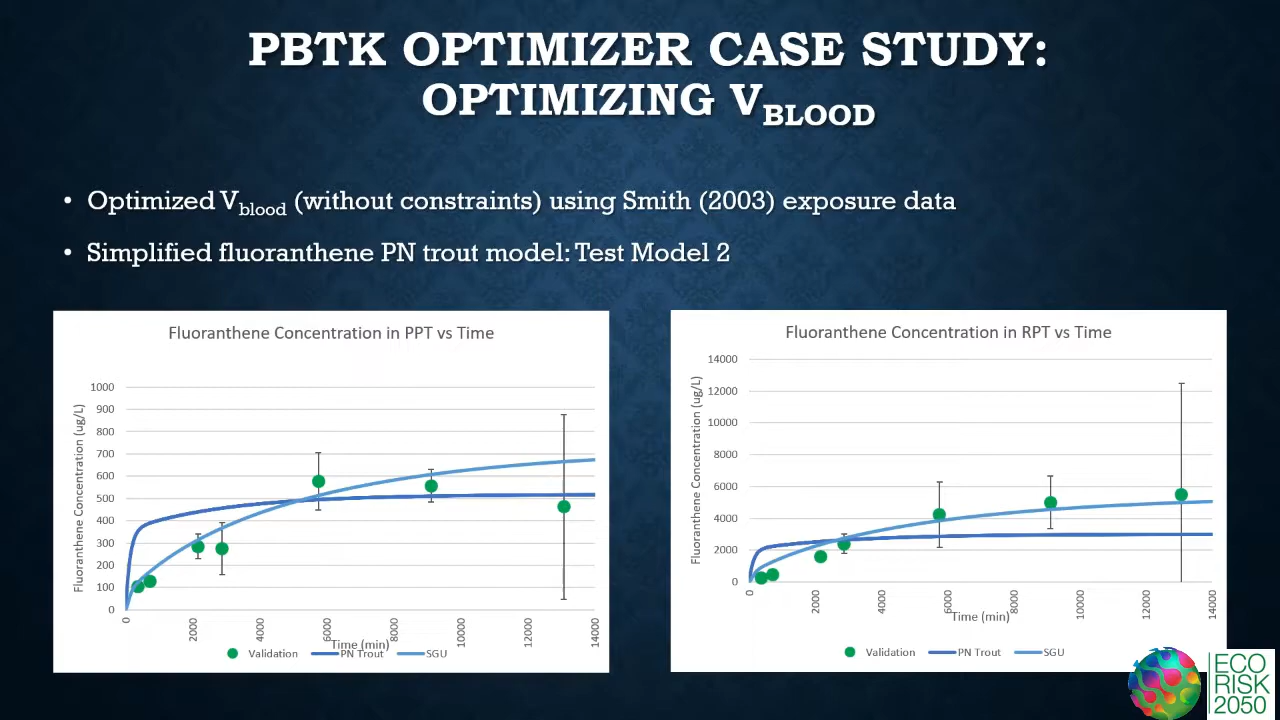 PBTK OPTIMIZER CASE STUDY:
OPTIMIZING VBLOOD
• Optimized Vblood (without constraints) using Smith (2003) exposure data
• Simplified fluoranthene PN trout model: Test Model 2
Fluoranthene Concentration in PPT vs Time
Fluoranthene Concentration (ug/L)
1000
900
800
700
600
500
400
300
200
100
0
0 2000 4000 6000 8000 10000 12000 14000
Time (min)
Validation PN Trout SGU
Fluoranthene Concentration in RPT vs Time
Fluoranthene Concentration (ug/L)
14000
12000
10000
8000
6000
4000
2000
0
0 2000 4000 6000 8000 10000 12000 14000
Time (min)
Validation PN Trout SGU
ECO
RISK
2050